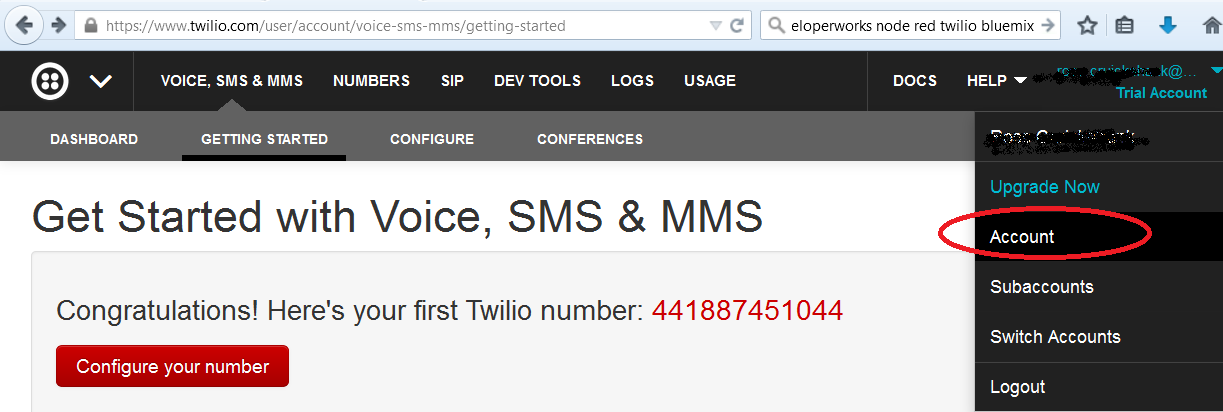 https://www.twilio.com/user/account/voice-sms-mms/getting-started
eloperworks node red twilio bluemix
VOICE, SMS & MMS NUMBERS SIP DEV TOOLS LOGS USAGE DOCS HELP
Trial Account
DASHBOARD GETTING STARTED CONFIGURE CONFERENCES
Upgrade Now
Account
Subaccounts
Switch Accounts
Logout
Get Started with Voice, SMS & MMS
Congratulations! Here's your first Twilio number: 441887451044
Configure your number